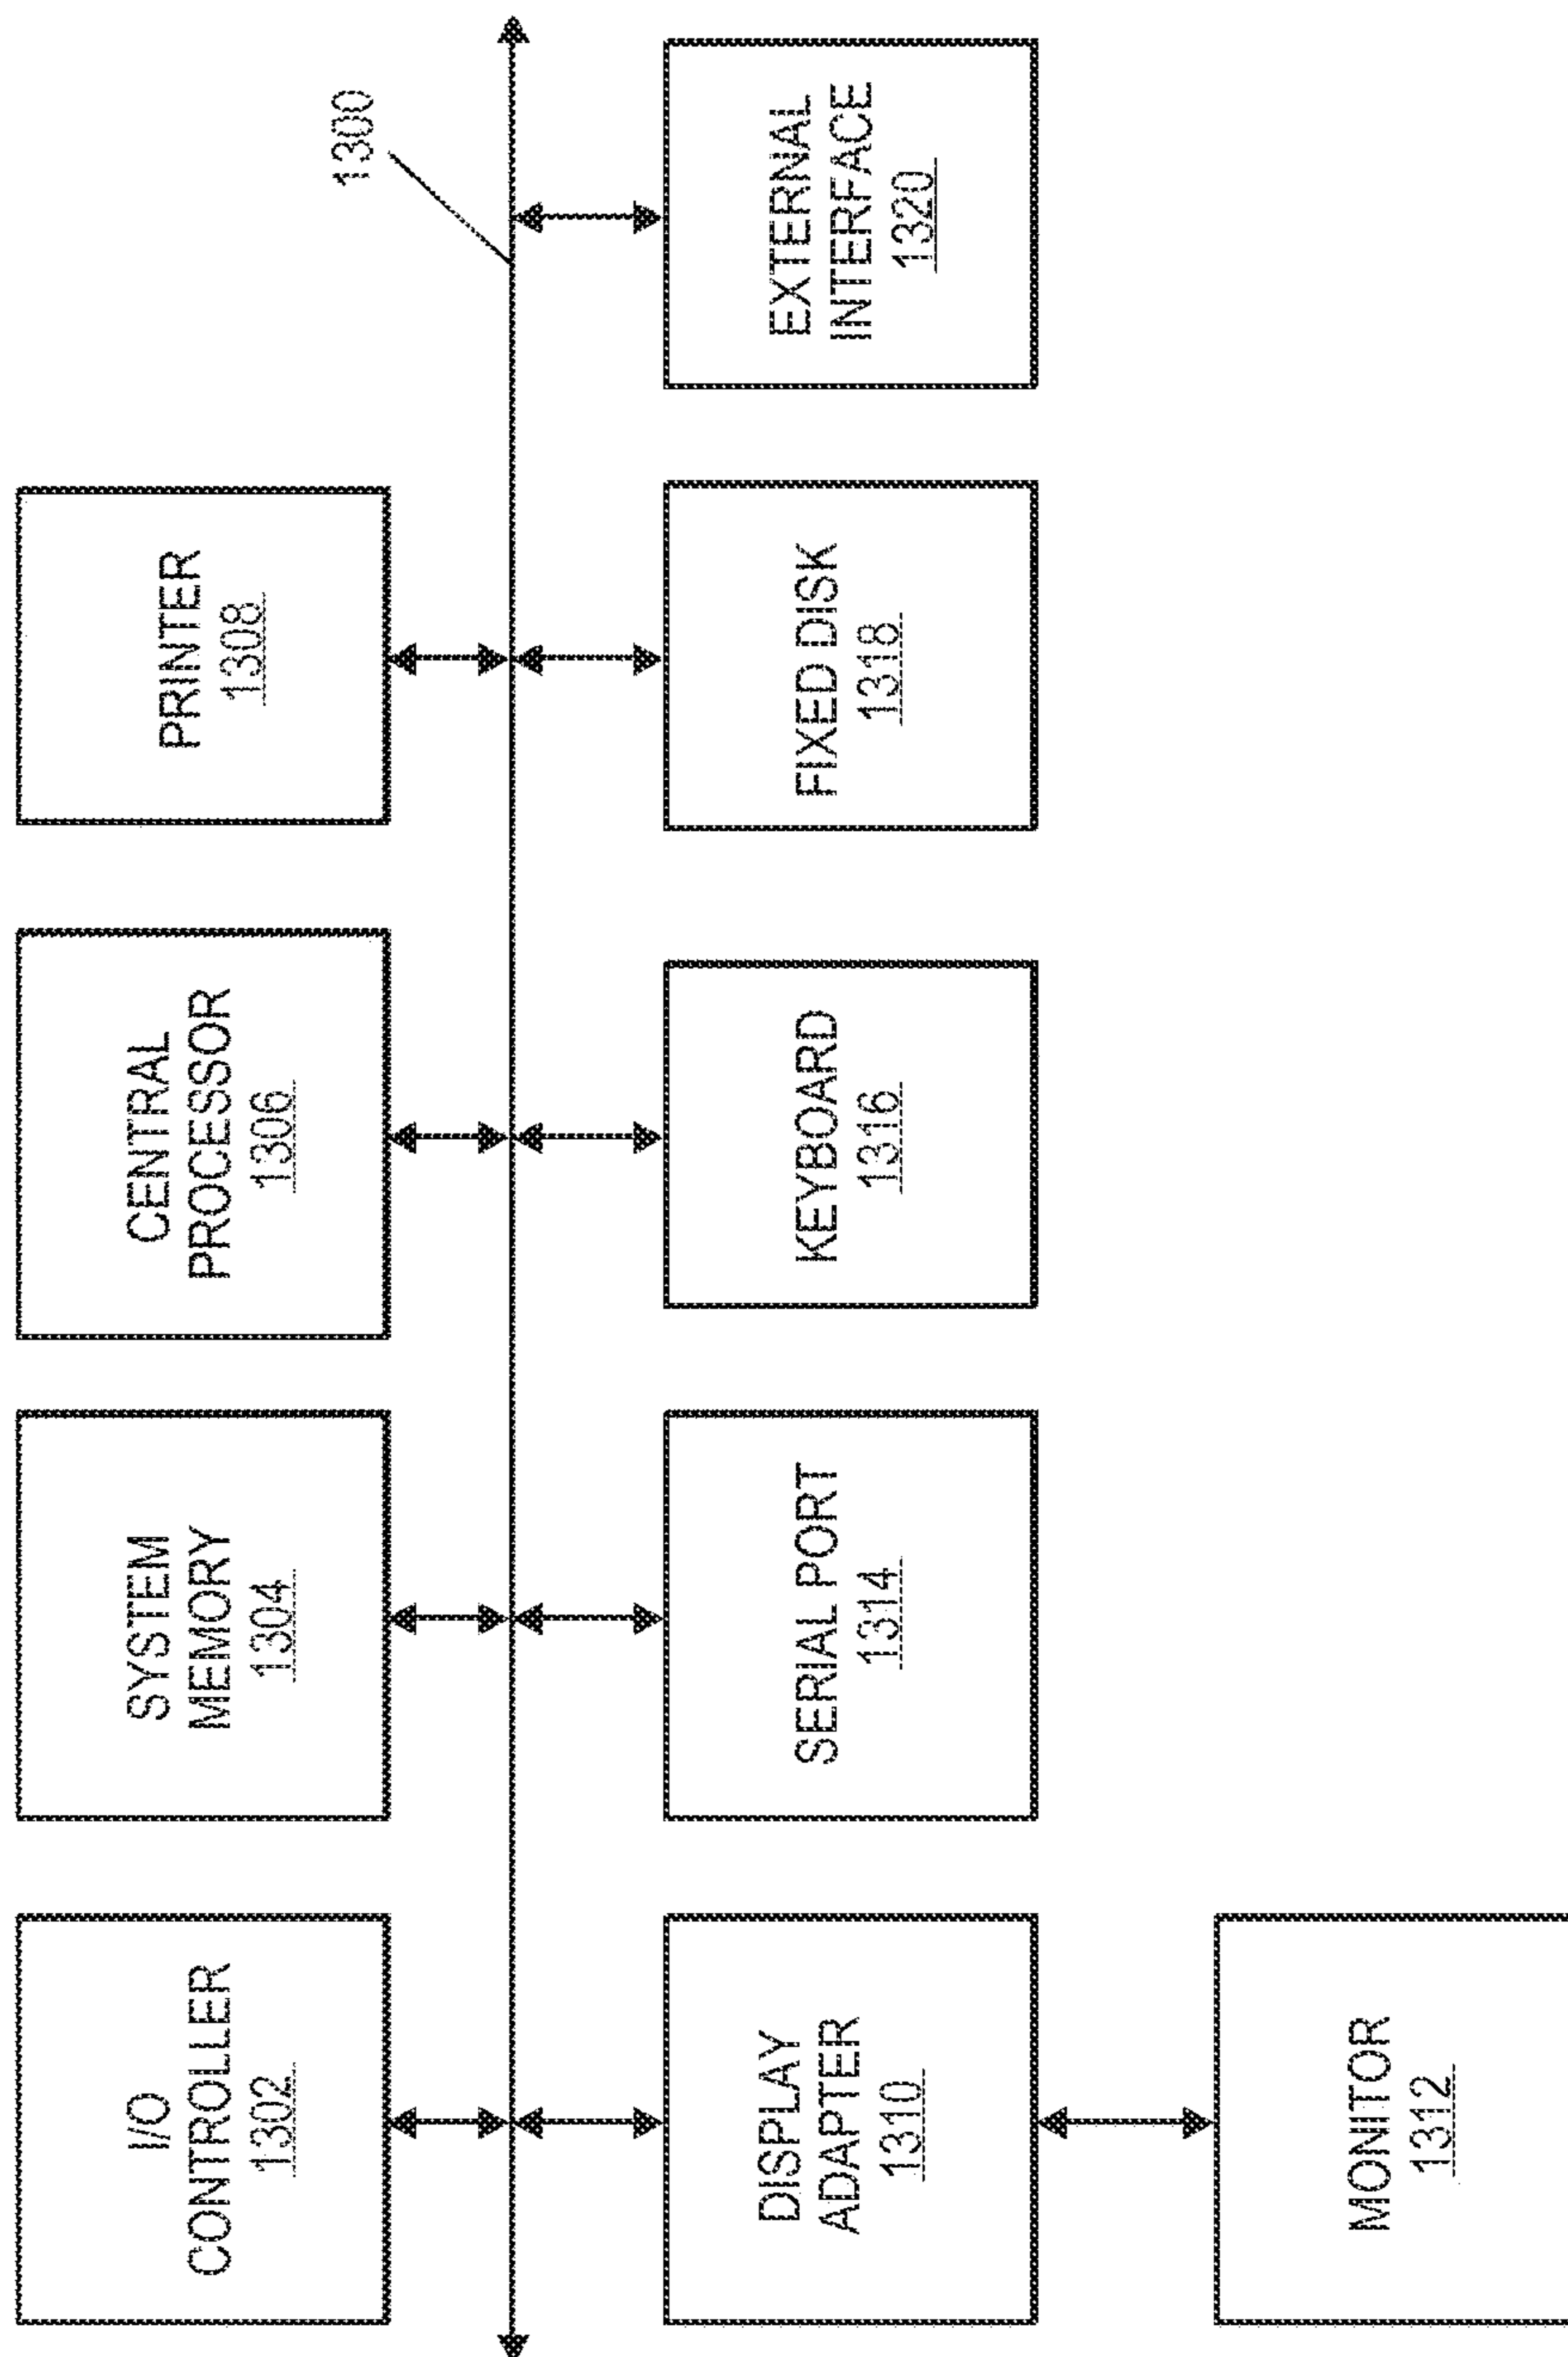 I/O
CONTROLLER
1302
SYSTEM
MEMORY
1304
CENTRAL
PROCESSOR
1306
PRINTER
1308
1300
DISPLAY
ADAPTER
1310
SERIAL PORT
1314
KEYBOARD
1316
FIXED DISK
1318
EXTERNAL
INTERFACE
1320
MONITOR
1312